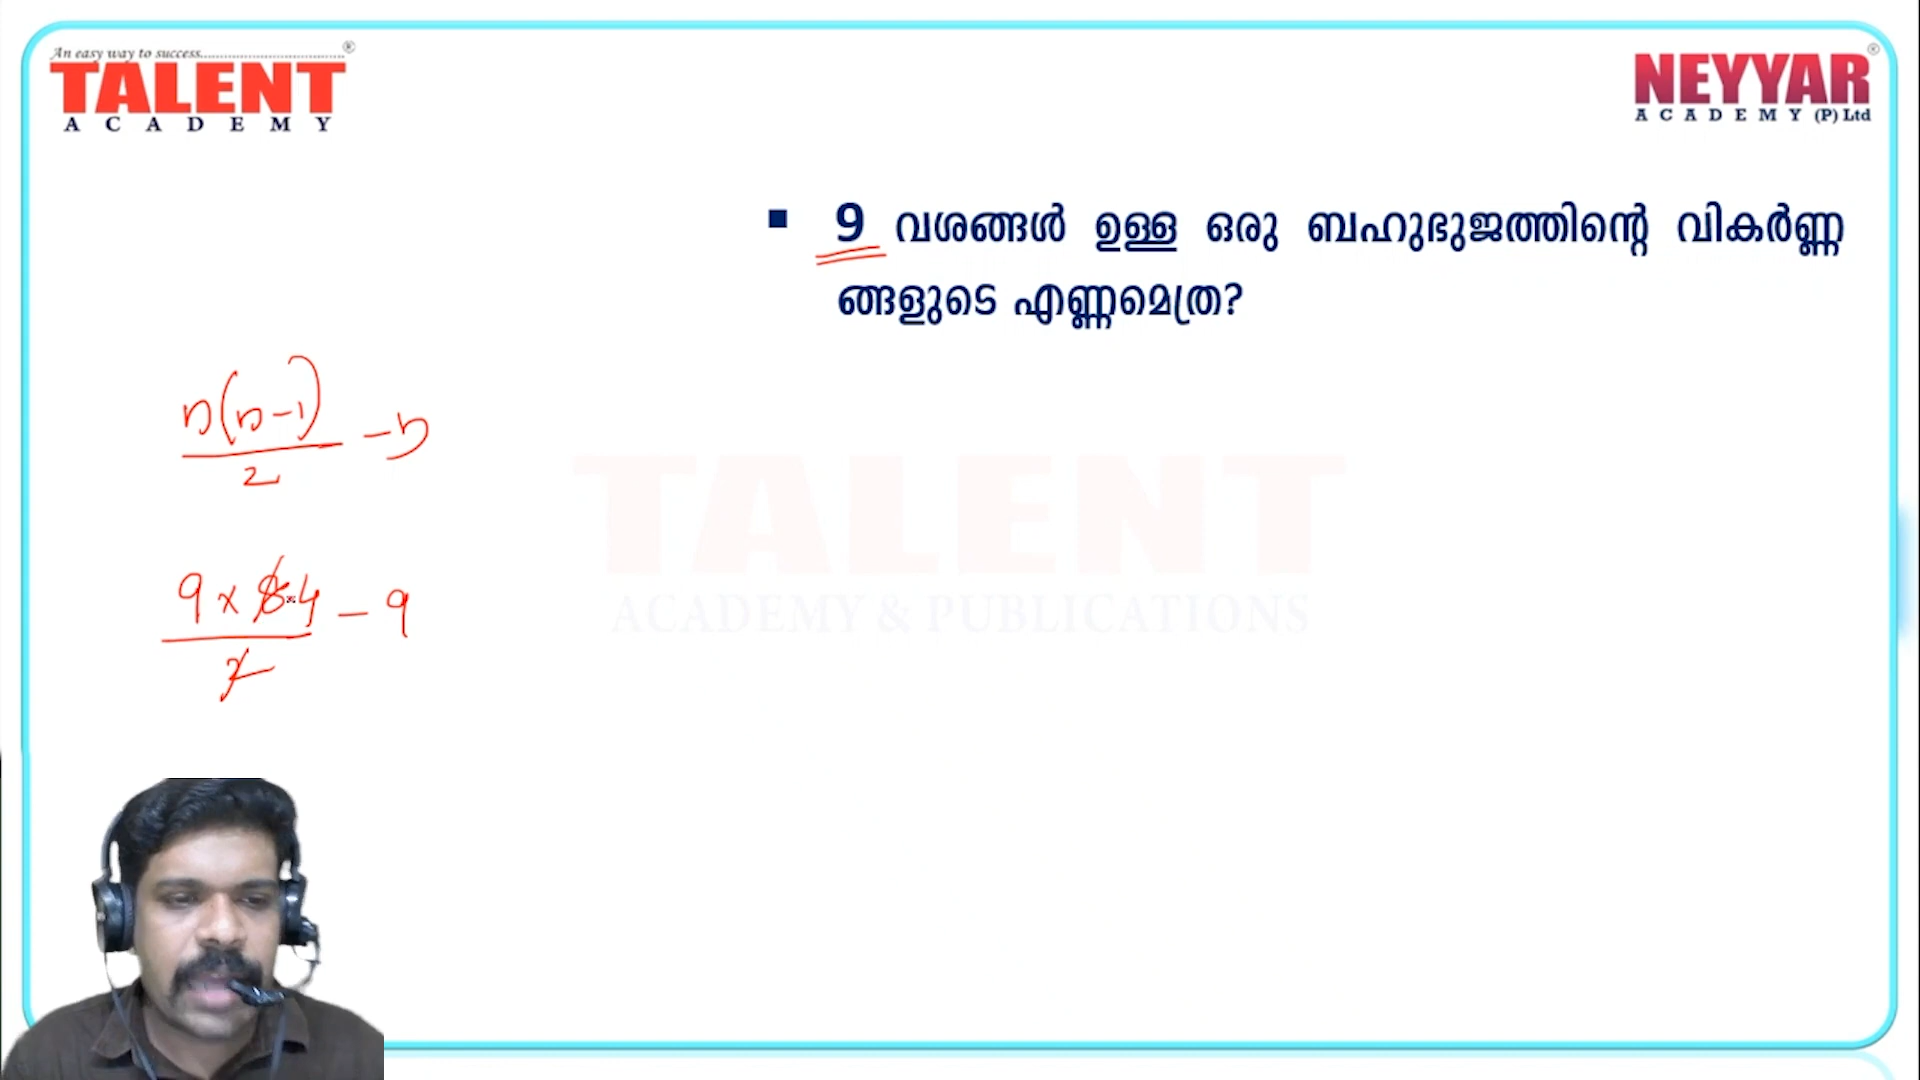 An easy way to success.......................................®
TALENT
ACADEMY
NEYYAR®
ACADEMY (P) Ltd
▪ 9 വശങ്ങൾ ഉള്ള ഒരു ബഹുഭുജത്തിന്റെ വികർണ്ണ
ങ്ങളുടെ എണ്ണമെത്ര?
n(n-1)/2 - n
9 x 8 4/2 - 9
TALENT
ACADEMY & PUBLICATIONS